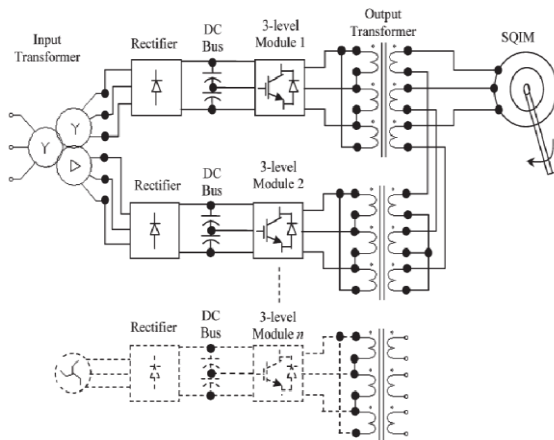 Input
Transformer
Rectifier
DC
Bus
3-level
Module 1
Output
Transformer
SQIM
Y
Y
Rectifier
DC
Bus
3-level
Module 2
Rectifier
DC
Bus
3-level
Module n